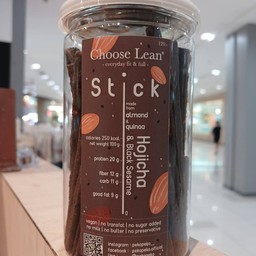 Choose Lean®
- everyday fit & full -
Stick
made
from
almond
&
quinoa
Hojicha
& Black Sesame
calories 253 kcal
net weight 100 g
protien 20 g
fiber 12 g
carb 11 g
good fat 9 g
vegan | no transfat | no sugar added
no milk | no butter | no preservative
instagram
facebook